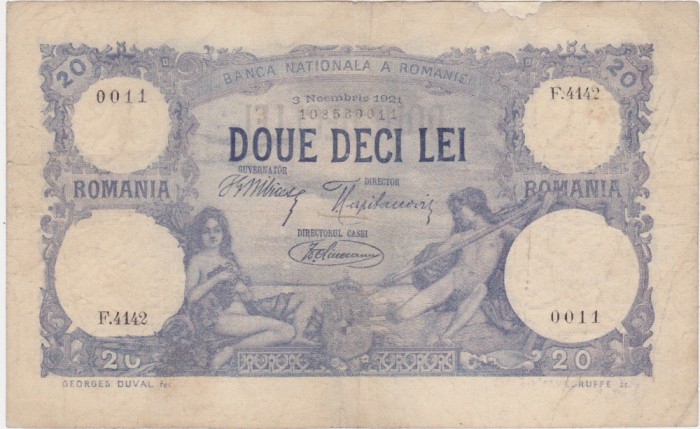 20 20
BANCA NATIONALA A ROMANIEI
0011 F.4142
3 Noembrie 1921
DOUE DECI LEI
GUVERNATOR
DIRECTOR
ROMANIA ROMANIA
DIRECTORUL CASEI
F.4142 0011
20 20
GEORGES DUVAL fec.